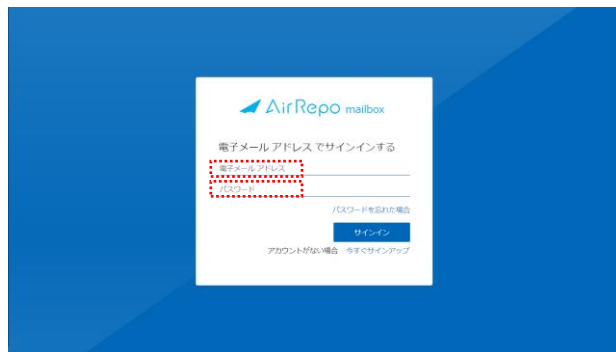 AirRepo mailbox
電子メール アドレス でサインインする
電子メール アドレス
パスワード
パスワードを忘れた場合
サインイン
アカウントがない場合 今すぐサインアップ